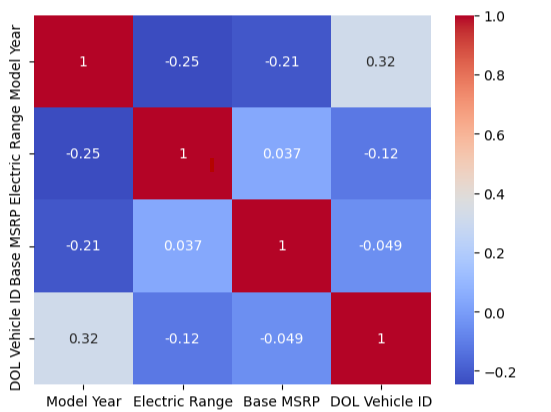 Model Year
1
-0.25
-0.21
0.32
Electric Range
-0.25
1
0.037
-0.12
Base MSRP
-0.21
0.037
1
-0.049
DOL Vehicle ID
0.32
-0.12
-0.049
1
Model Year
Electric Range
Base MSRP
DOL Vehicle ID
1.0
0.8
0.6
0.4
0.2
0.0
−0.2